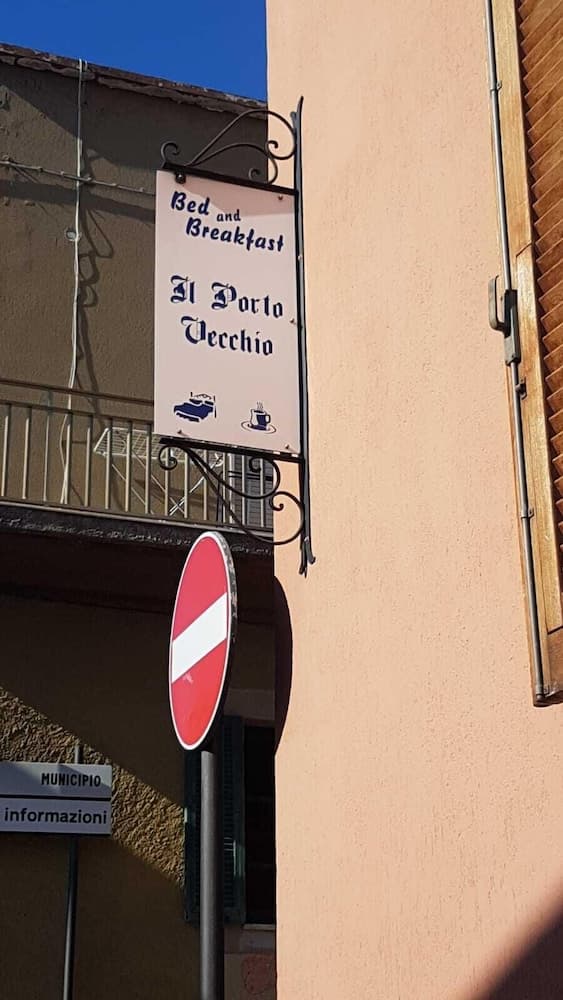 Bed and
Breakfast
Il Porto
Vecchio
MUNICIPIO
informazioni